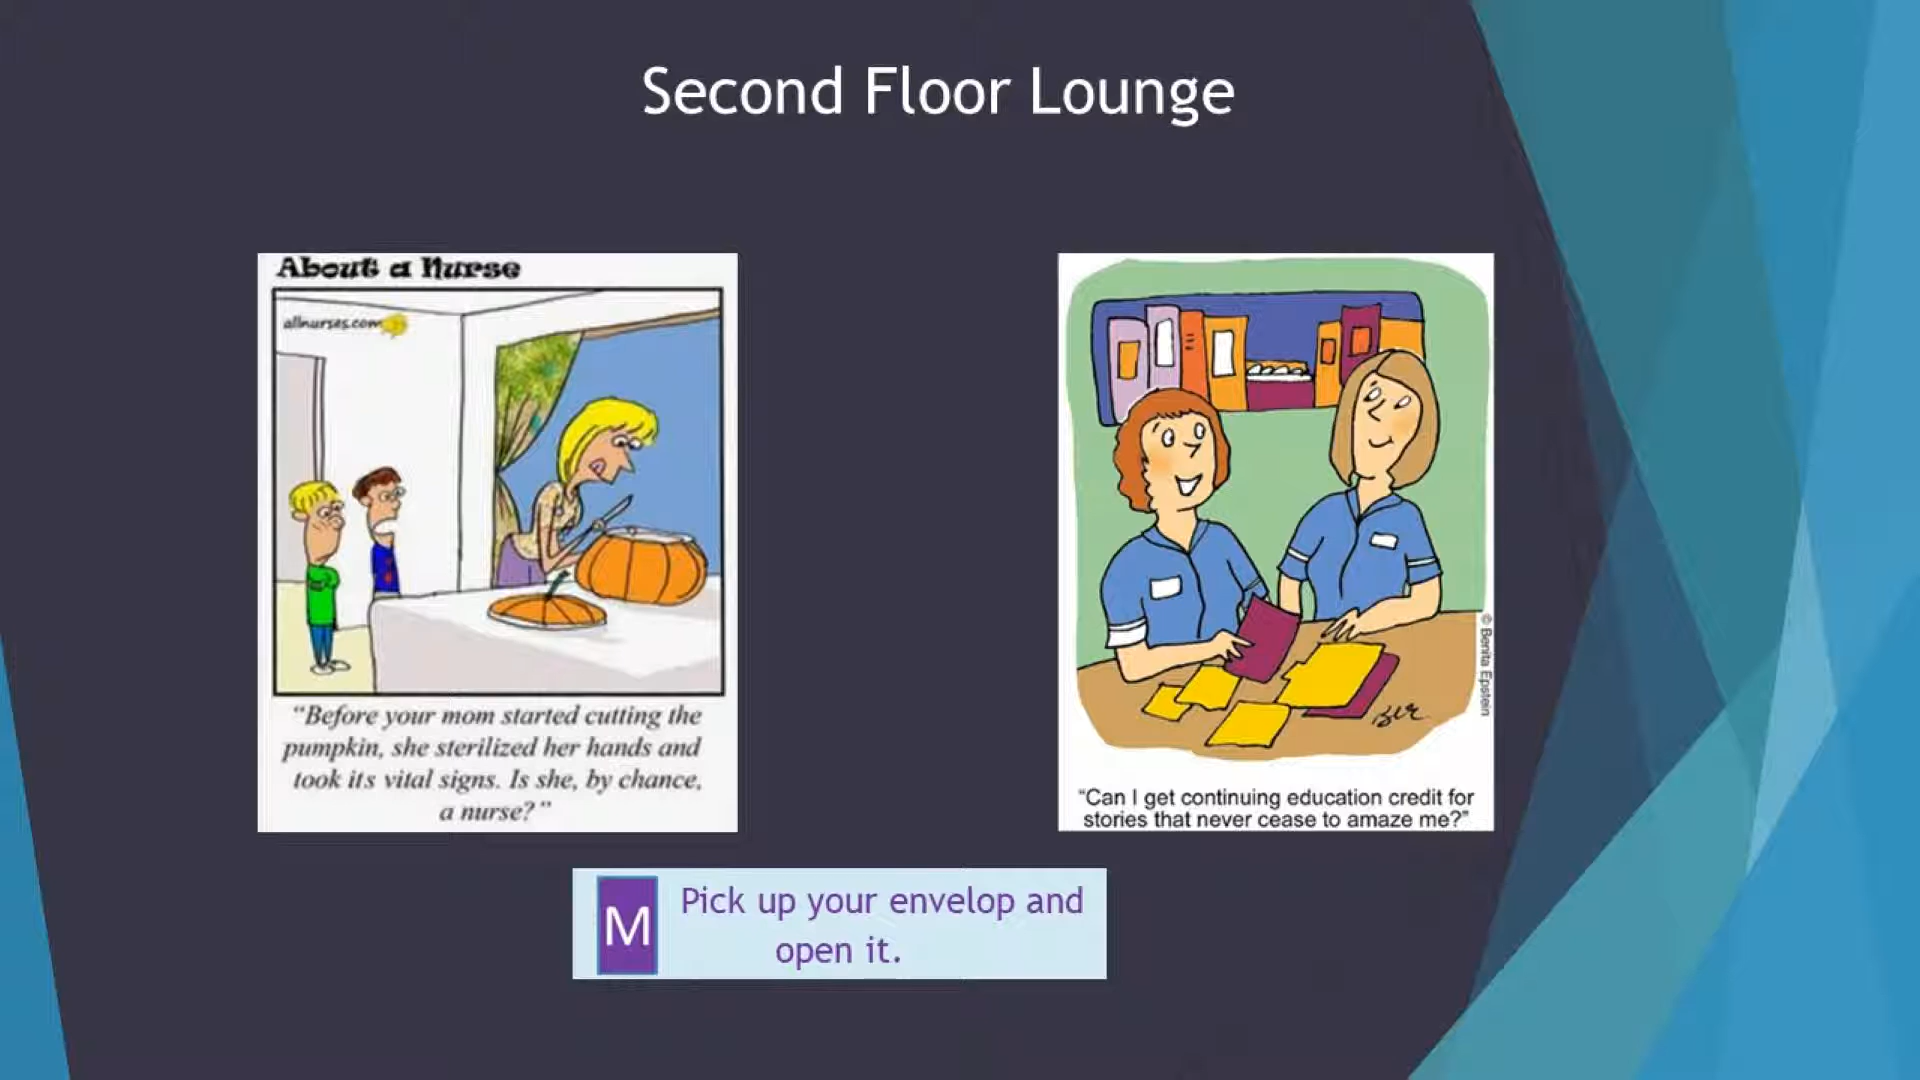 Second Floor Lounge
About a Nurse
allnurses.com
"Before your mom started cutting the
pumpkin, she sterilized her hands and
took its vital signs. Is she, by chance,
a nurse?"
© Benita Epstein
"Can I get continuing education credit for
stories that never cease to amaze me?"
M
Pick up your envelop and
open it.